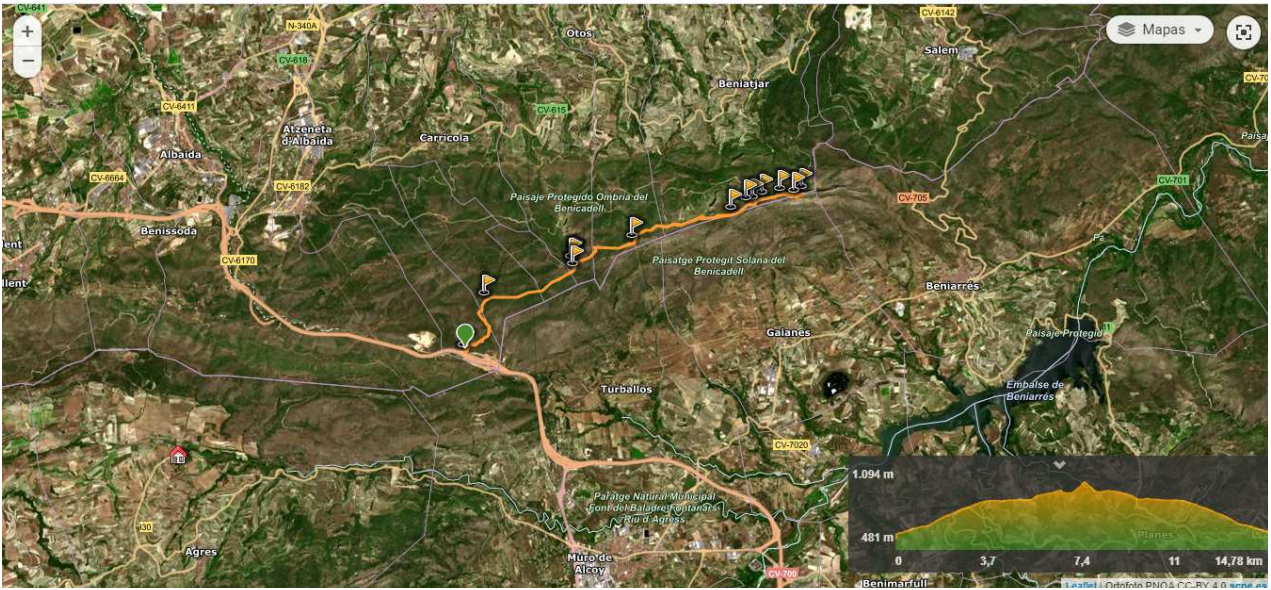 CV-641
+
−
N-340A
CV-618
CV-6411
Albaida
Atzeneta
d'Albaida
CV-6664
CV-6182
Benissoda
CV-6170
Otos
CV-615
Carrícola
Beniatjar
CV-6142
Salem
Mapas
CV-70
CV-701
CV-705
Paisaje Protegido Ombria del
Benicadell
Paisatge Protegit Solana del
Benicadell
Beniarrés
Gaianes
Paisaje Protegid
Embalse de
Beniarrés
Turballos
CV-7020
Agres
Paratge Natural Municipal
Font del Baladre-Fontanars
Riu d'Agres
Muro de
Alcoy
CV-700
Benimarfull
1.094 m
481 m
Planes
0 3,7 7,4 11 14,78 km
Leaflet | Ortofoto PNOA CC-BY 4.0 scne.es